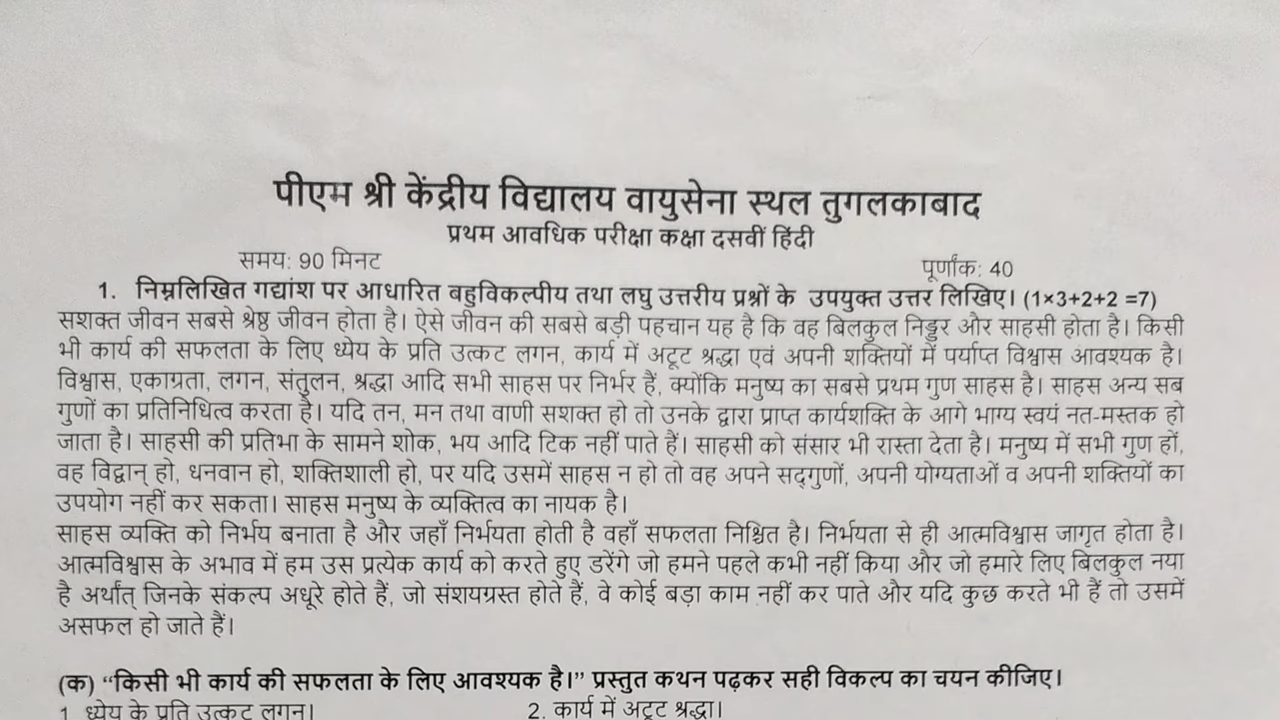 पीएम श्री केंद्रीय विद्यालय वायुसेना स्थल तुगलकाबाद
प्रथम आवधिक परीक्षा कक्षा दसवीं हिंदी
समय: 90 मिनट पूर्णांक: 40
1. निम्नलिखित गद्यांश पर आधारित बहुविकल्पीय तथा लघु उत्तरीय प्रश्नों के उपयुक्त उत्तर लिखिए। (1×3+2+2 =7)
सशक्त जीवन सबसे श्रेष्ठ जीवन होता है। ऐसे जीवन की सबसे बड़ी पहचान यह है कि वह बिलकुल निड्डर और साहसी होता है। किसी
भी कार्य की सफलता के लिए ध्येय के प्रति उत्कट लगन, कार्य में अटूट श्रद्धा एवं अपनी शक्तियों में पर्याप्त विश्वास आवश्यक है।
विश्वास, एकाग्रता, लगन, संतुलन, श्रद्धा आदि सभी साहस पर निर्भर हैं, क्योंकि मनुष्य का सबसे प्रथम गुण साहस है। साहस अन्य सब
गुणों का प्रतिनिधित्व करता है। यदि तन, मन तथा वाणी सशक्त हो तो उनके द्वारा प्राप्त कार्यशक्ति के आगे भाग्य स्वयं नत-मस्तक हो
जाता है। साहसी की प्रतिभा के सामने शोक, भय आदि टिक नहीं पाते हैं। साहसी को संसार भी रास्ता देता है। मनुष्य में सभी गुण हों,
वह विद्वान् हो, धनवान हो, शक्तिशाली हो, पर यदि उसमें साहस न हो तो वह अपने सद्‌गुणों, अपनी योग्यताओं व अपनी शक्तियों का
उपयोग नहीं कर सकता। साहस मनुष्य के व्यक्तित्व का नायक है।
साहस व्यक्ति को निर्भय बनाता है और जहाँ निर्भयता होती है वहाँ सफलता निश्चित है। निर्भयता से ही आत्मविश्वास जागृत होता है।
आत्मविश्वास के अभाव में हम उस प्रत्येक कार्य को करते हुए डरेंगे जो हमने पहले कभी नहीं किया और जो हमारे लिए बिलकुल नया
है अर्थांत् जिनके संकल्प अधूरे होते हैं, जो संशयग्रस्त होते हैं, वे कोई बड़ा काम नहीं कर पाते और यदि कुछ करते भी हैं तो उसमें
असफल हो जाते हैं।
(क) “किसी भी कार्य की सफलता के लिए आवश्यक है।” प्रस्तुत कथन पढ़कर सही विकल्प का चयन कीजिए।
1. ध्येय के प्रति उत्कट लगन। 2. कार्य में अटूट श्रद्धा।